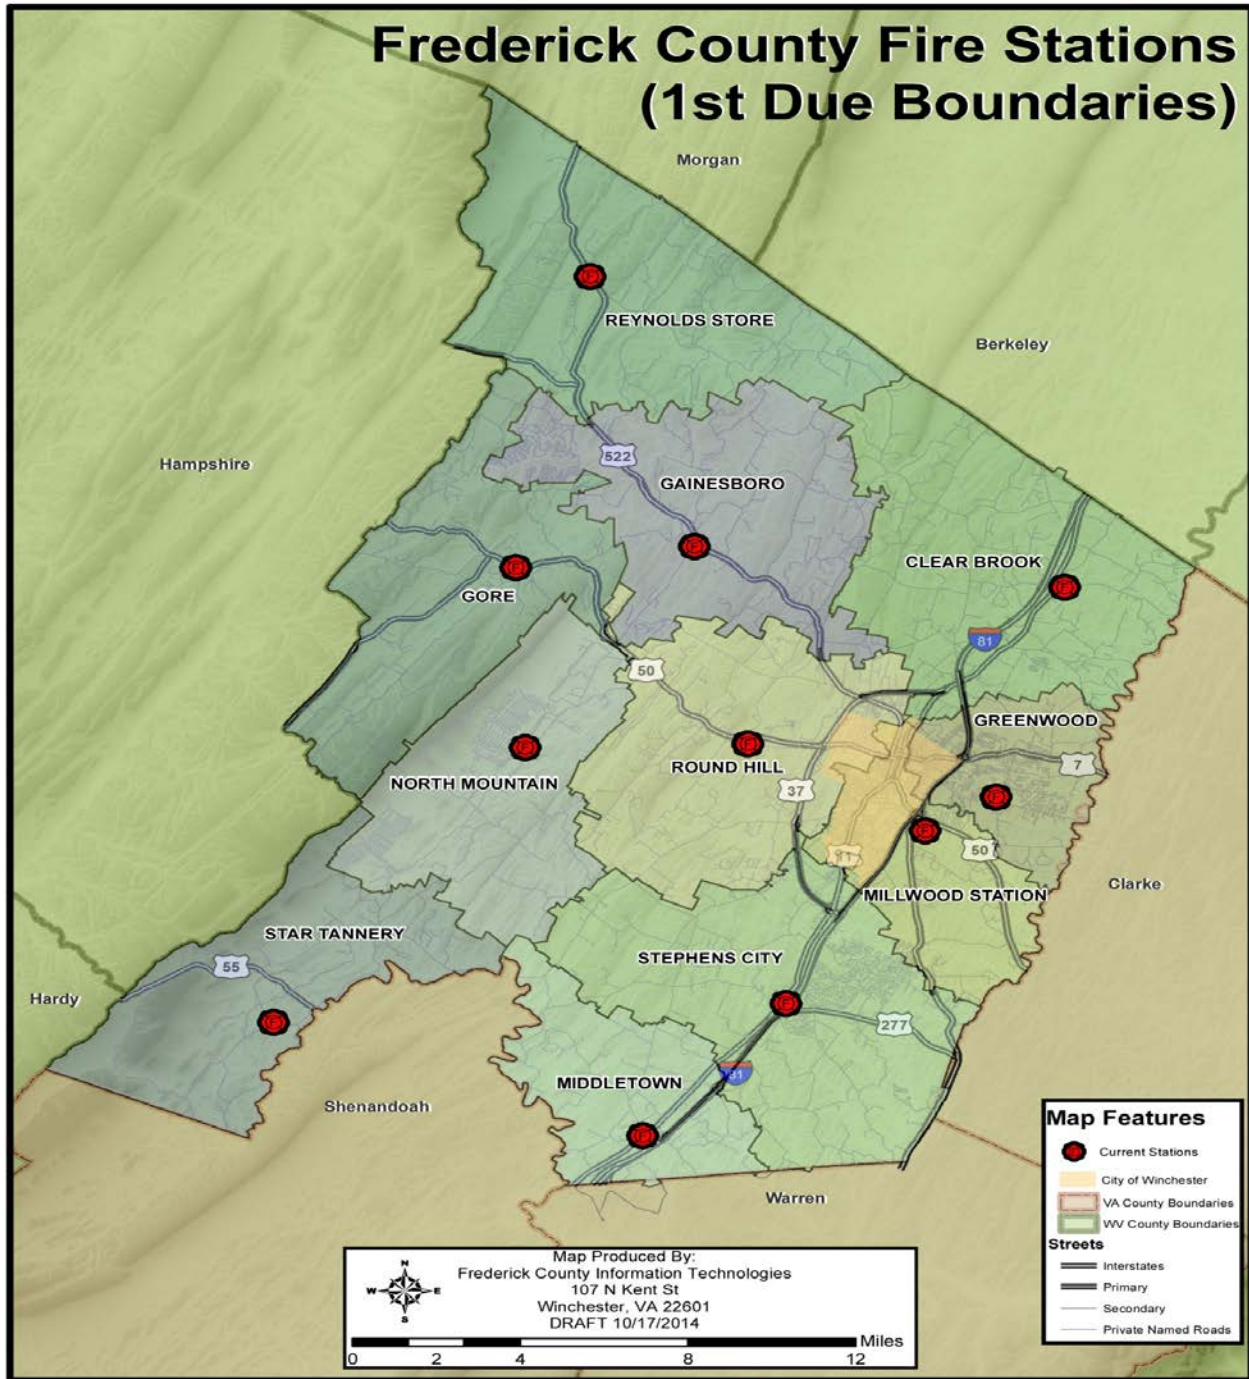 Frederick County Fire Stations
(1st Due Boundaries)
Morgan
REYNOLDS STORE
Berkeley
Hampshire
522
GAINESBORO
CLEAR BROOK
GORE
81
50
GREENWOOD
ROUND HILL
7
NORTH MOUNTAIN
37
11
50
Clarke
MILLWOOD STATION
STAR TANNERY
STEPHENS CITY
55
Hardy
277
81
MIDDLETOWN
Shenandoah
Warren
Map Features
Current Stations
City of Winchester
VA County Boundaries
WV County Boundaries
Streets
Interstates
Primary
Secondary
Private Named Roads
N
W E
S
Map Produced By:
Frederick County Information Technologies
107 N Kent St
Winchester, VA 22601
DRAFT 10/17/2014
Miles
0 2 4 8 12